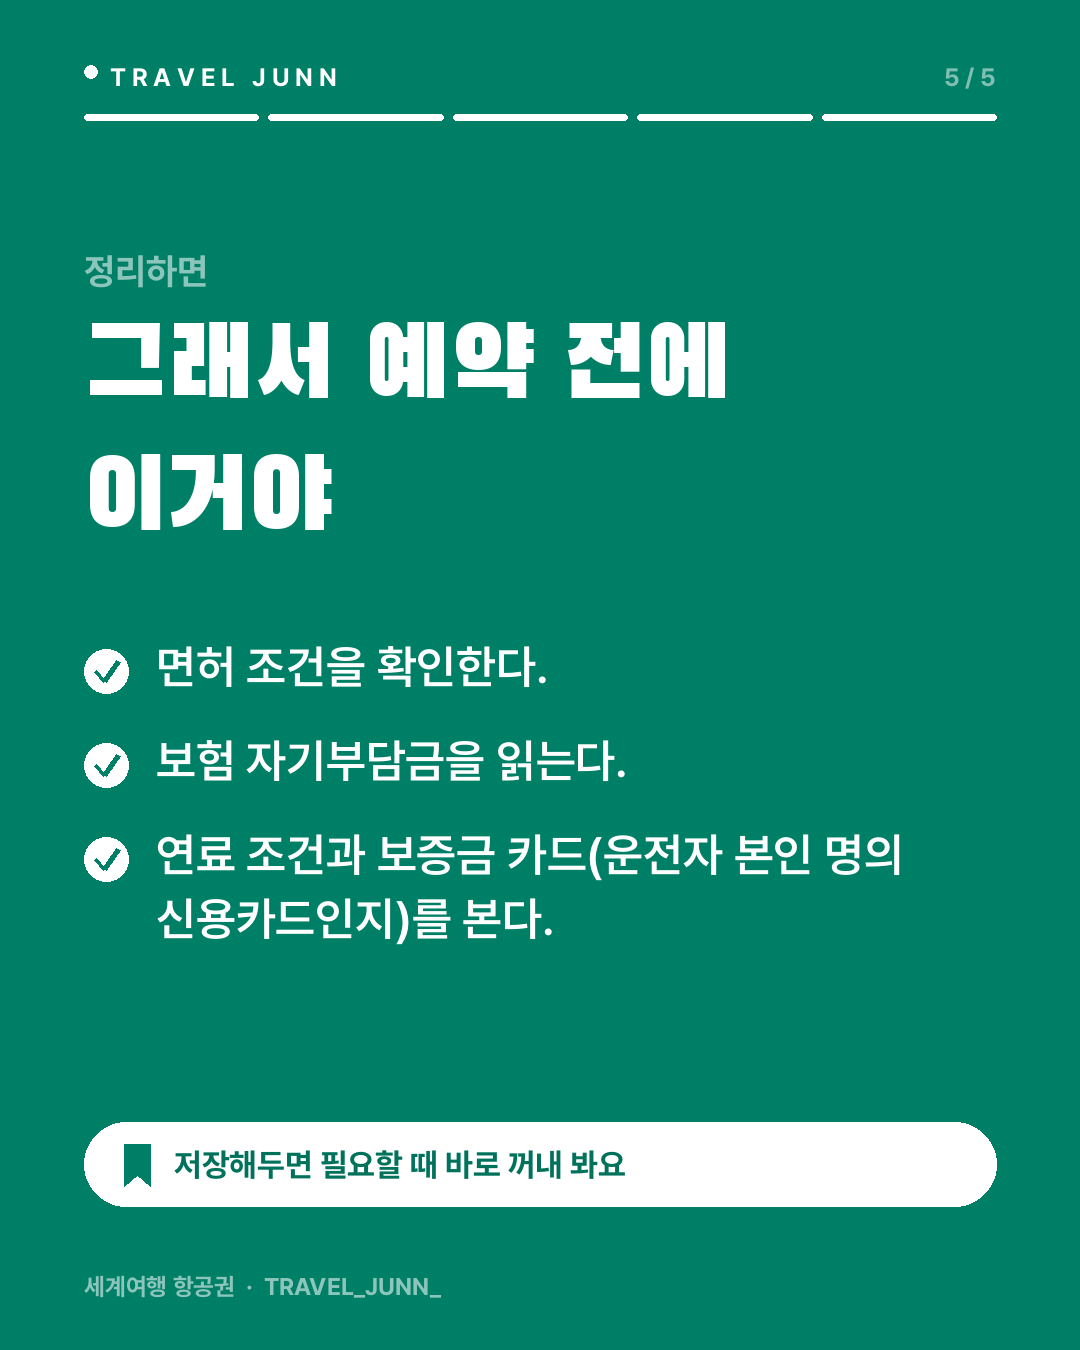 TRAVEL JUNN
5 / 5
정리하면
그래서 예약 전에
이거야
면허 조건을 확인한다.
보험 자기부담금을 읽는다.
연료 조건과 보증금 카드(운전자 본인 명의
신용카드인지)를 본다.
저장해두면 필요할 때 바로 꺼내 봐요
세계여행 항공권 · TRAVEL_JUNN_